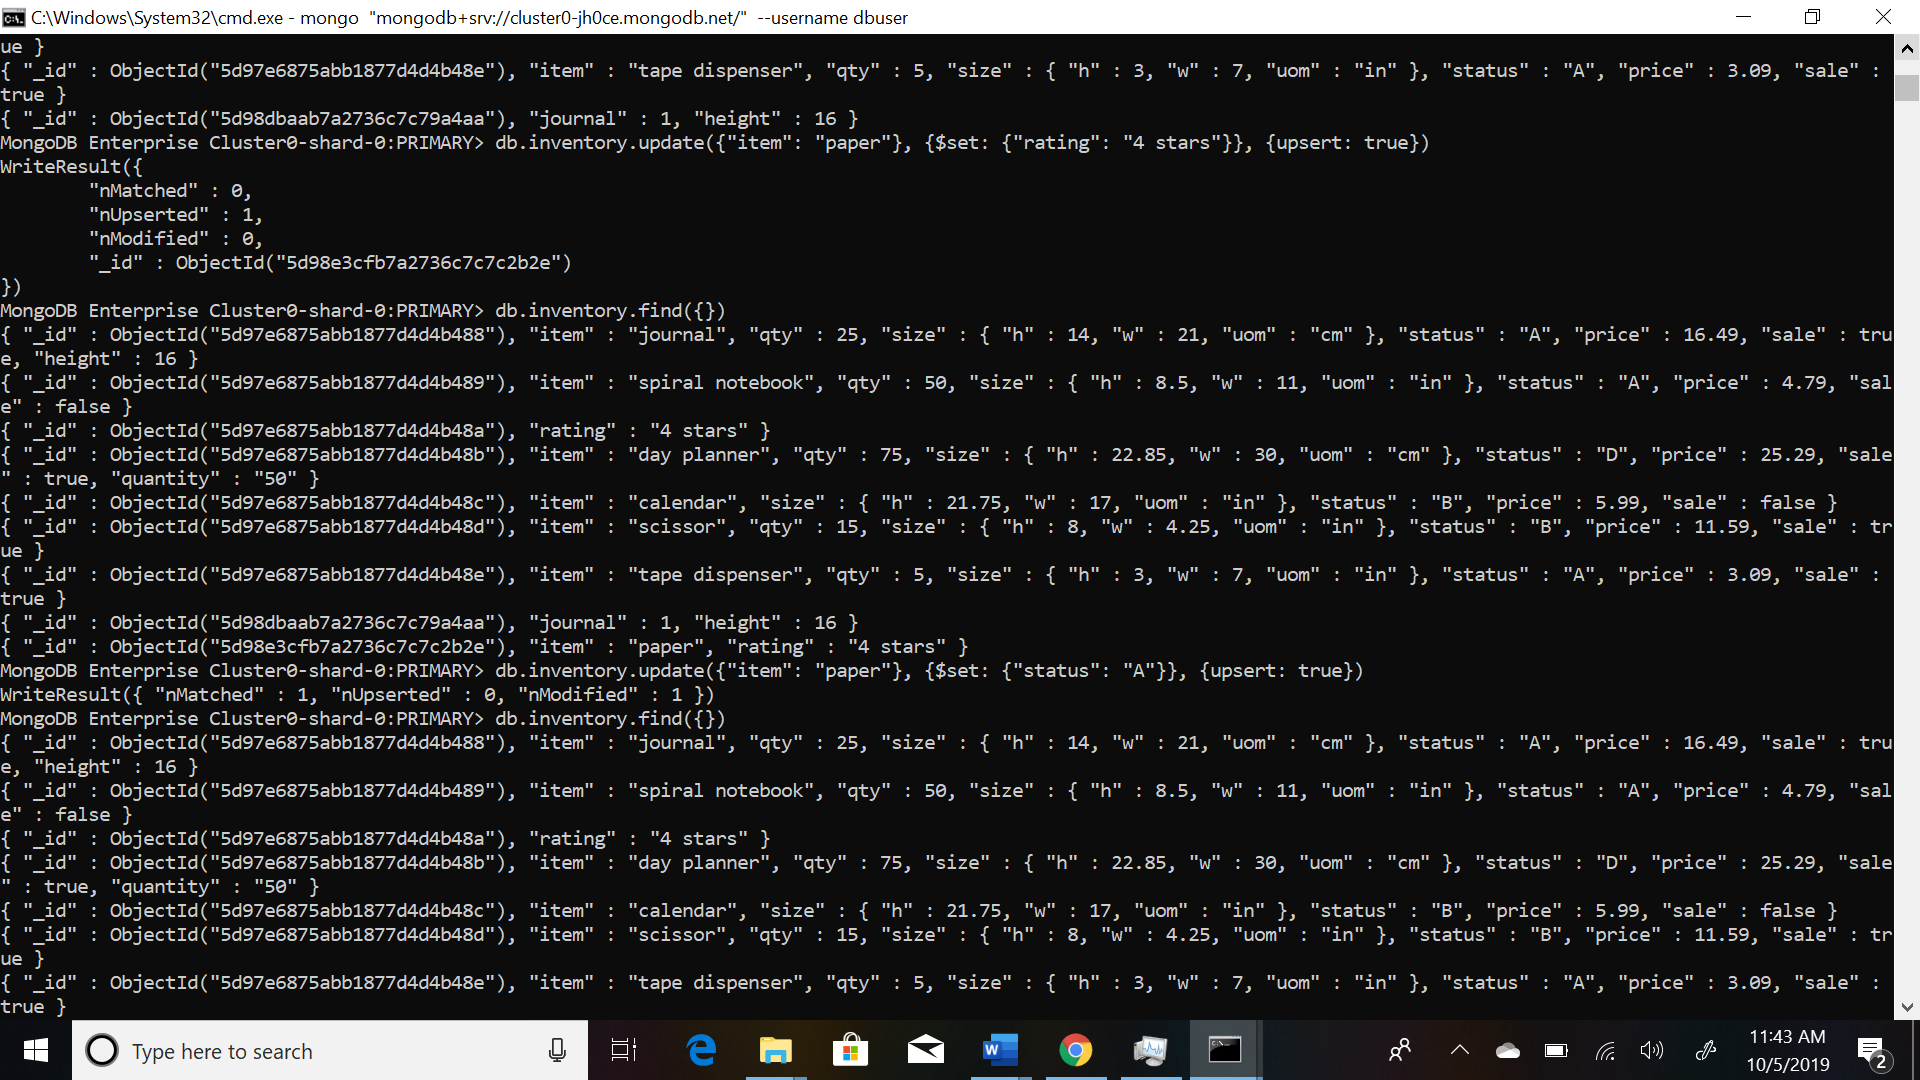 C:\Windows\System32\cmd.exe - mongo  "mongodb+srv://cluster0-jh0ce.mongodb.net/"  --username dbuser
ue }
{ "_id" : ObjectId("5d97e6875abb1877d4d4b48e"), "item" : "tape dispenser", "qty" : 5, "size" : { "h" : 3, "w" : 7, "uom" : "in" }, "status" : "A", "price" : 3.09, "sale" :
true }
{ "_id" : ObjectId("5d98dbaab7a2736c7c79a4aa"), "journal" : 1, "height" : 16 }
MongoDB Enterprise Cluster0-shard-0:PRIMARY> db.inventory.update({"item": "paper"}, {$set: {"rating": "4 stars"}}, {upsert: true})
WriteResult({
        "nMatched" : 0,
        "nUpserted" : 1,
        "nModified" : 0,
        "_id" : ObjectId("5d98e3cfb7a2736c7c7c2b2e")
})
MongoDB Enterprise Cluster0-shard-0:PRIMARY> db.inventory.find({})
{ "_id" : ObjectId("5d97e6875abb1877d4d4b488"), "item" : "journal", "qty" : 25, "size" : { "h" : 14, "w" : 21, "uom" : "cm" }, "status" : "A", "price" : 16.49, "sale" : tru
e, "height" : 16 }
{ "_id" : ObjectId("5d97e6875abb1877d4d4b489"), "item" : "spiral notebook", "qty" : 50, "size" : { "h" : 8.5, "w" : 11, "uom" : "in" }, "status" : "A", "price" : 4.79, "sal
e" : false }
{ "_id" : ObjectId("5d97e6875abb1877d4d4b48a"), "rating" : "4 stars" }
{ "_id" : ObjectId("5d97e6875abb1877d4d4b48b"), "item" : "day planner", "qty" : 75, "size" : { "h" : 22.85, "w" : 30, "uom" : "cm" }, "status" : "D", "price" : 25.29, "sale
" : true, "quantity" : "50" }
{ "_id" : ObjectId("5d97e6875abb1877d4d4b48c"), "item" : "calendar", "size" : { "h" : 21.75, "w" : 17, "uom" : "in" }, "status" : "B", "price" : 5.99, "sale" : false }
{ "_id" : ObjectId("5d97e6875abb1877d4d4b48d"), "item" : "scissor", "qty" : 15, "size" : { "h" : 8, "w" : 4.25, "uom" : "in" }, "status" : "B", "price" : 11.59, "sale" : tr
ue }
{ "_id" : ObjectId("5d97e6875abb1877d4d4b48e"), "item" : "tape dispenser", "qty" : 5, "size" : { "h" : 3, "w" : 7, "uom" : "in" }, "status" : "A", "price" : 3.09, "sale" :
true }
{ "_id" : ObjectId("5d98dbaab7a2736c7c79a4aa"), "journal" : 1, "height" : 16 }
{ "_id" : ObjectId("5d98e3cfb7a2736c7c7c2b2e"), "item" : "paper", "rating" : "4 stars" }
MongoDB Enterprise Cluster0-shard-0:PRIMARY> db.inventory.update({"item": "paper"}, {$set: {"status": "A"}}, {upsert: true})
WriteResult({ "nMatched" : 1, "nUpserted" : 0, "nModified" : 1 })
MongoDB Enterprise Cluster0-shard-0:PRIMARY> db.inventory.find({})
{ "_id" : ObjectId("5d97e6875abb1877d4d4b488"), "item" : "journal", "qty" : 25, "size" : { "h" : 14, "w" : 21, "uom" : "cm" }, "status" : "A", "price" : 16.49, "sale" : tru
e, "height" : 16 }
{ "_id" : ObjectId("5d97e6875abb1877d4d4b489"), "item" : "spiral notebook", "qty" : 50, "size" : { "h" : 8.5, "w" : 11, "uom" : "in" }, "status" : "A", "price" : 4.79, "sal
e" : false }
{ "_id" : ObjectId("5d97e6875abb1877d4d4b48a"), "rating" : "4 stars" }
{ "_id" : ObjectId("5d97e6875abb1877d4d4b48b"), "item" : "day planner", "qty" : 75, "size" : { "h" : 22.85, "w" : 30, "uom" : "cm" }, "status" : "D", "price" : 25.29, "sale
" : true, "quantity" : "50" }
{ "_id" : ObjectId("5d97e6875abb1877d4d4b48c"), "item" : "calendar", "size" : { "h" : 21.75, "w" : 17, "uom" : "in" }, "status" : "B", "price" : 5.99, "sale" : false }
{ "_id" : ObjectId("5d97e6875abb1877d4d4b48d"), "item" : "scissor", "qty" : 15, "size" : { "h" : 8, "w" : 4.25, "uom" : "in" }, "status" : "B", "price" : 11.59, "sale" : tr
ue }
{ "_id" : ObjectId("5d97e6875abb1877d4d4b48e"), "item" : "tape dispenser", "qty" : 5, "size" : { "h" : 3, "w" : 7, "uom" : "in" }, "status" : "A", "price" : 3.09, "sale" :
true }
Type here to search
11:43 AM
10/5/2019
2